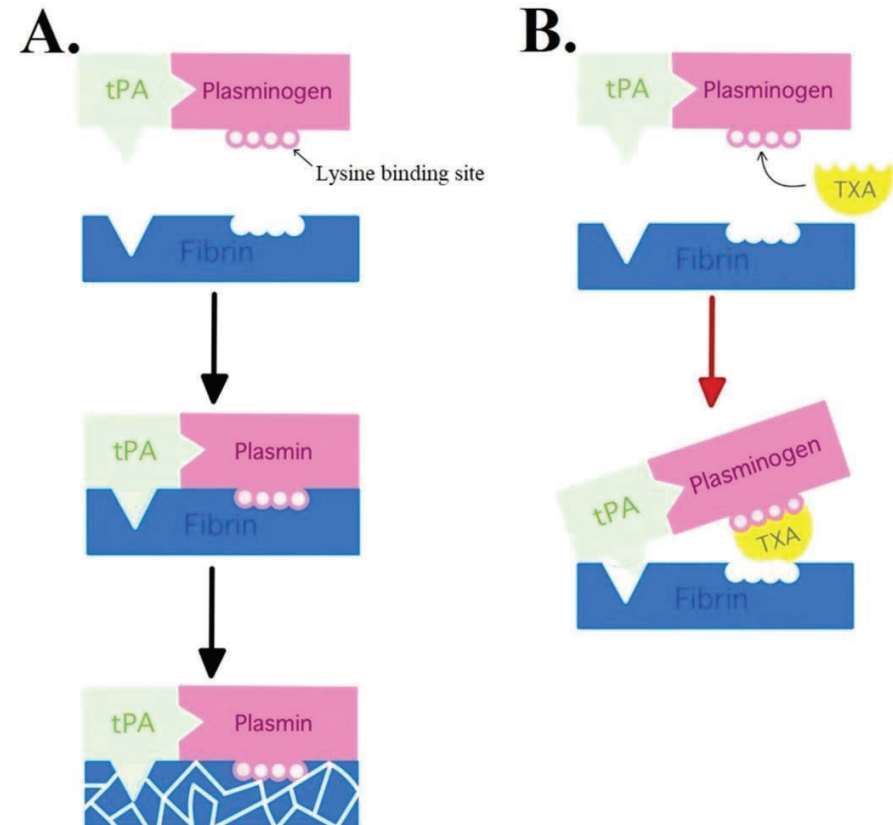 A.
tPA
Plasminogen
Lysine binding site
Fibrin
tPA
Plasmin
Fibrin
tPA
Plasmin
B.
tPA
Plasminogen
TXA
Fibrin
Plasminogen
tPA
TXA
Fibrin